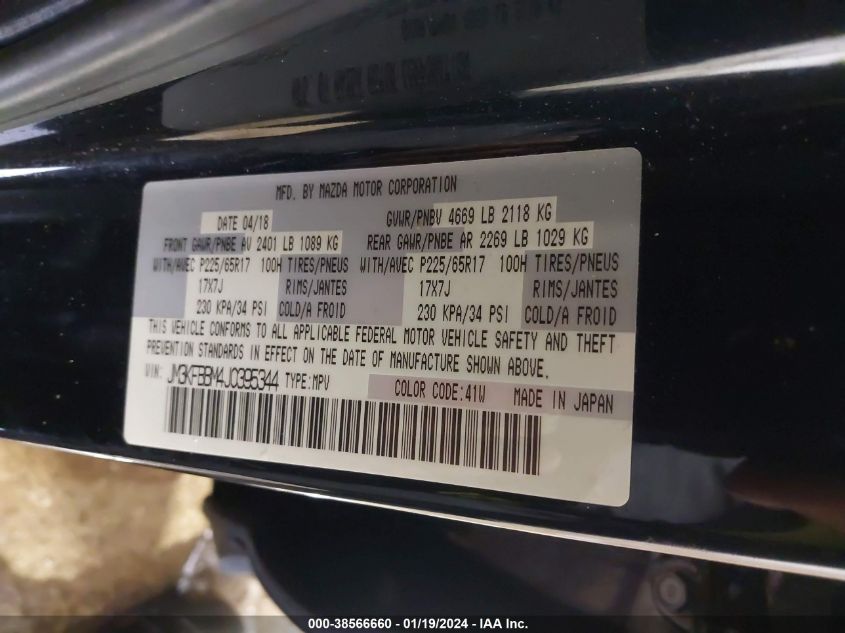 MFD. BY MAZDA MOTOR CORPORATION
DATE 04/18 GVWR/PNBV 4669 LB 2118 KG
FRONT GAWR/PNBE AV 2401 LB 1089 KG REAR GAWR/PNBE AR 2269 LB 1029 KG
WITH/AVEC P225/65R17 100H TIRES/PNEUS WITH/AVEC P225/65R17 100H TIRES/PNEUS
17X7J RIMS/JANTES 17X7J RIMS/JANTES
230 KPA/34 PSI COLD/A FROID 230 KPA/34 PSI COLD/A FROID
THIS VEHICLE CONFORMS TO ALL APPLICABLE FEDERAL MOTOR VEHICLE SAFETY AND THEFT
PREVENTION STANDARDS IN EFFECT ON THE DATE OF MANUFACTURE SHOWN ABOVE.
VIN: JM3KFBBM4J0395344 TYPE:MPV COLOR CODE:41W MADE IN JAPAN
000-38566660 - 01/19/2024 - IAA Inc.